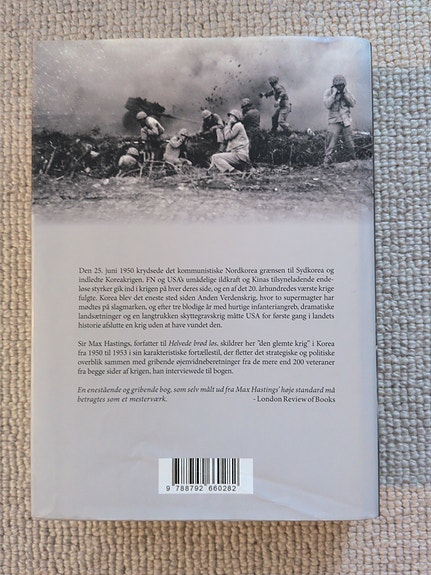 Den 25. juni 1950 krydsede det kommunistiske Nordkorea grænsen til Sydkorea og
indledte Koreakrigen. FN og USA's umådelige ildkraft og Kinas tilsyneladende ende-
løse styrker gik ind i krigen på hver deres side, og en af det 20. århundredes værste krige
fulgte. Korea blev det eneste sted siden Anden Verdenskrig, hvor to supermagter har
mødtes på slagmarken, og efter tre blodige år med hurtige infanteriangreb, dramatiske
landsætninger og en langtrukken skyttegravskrig måtte USA for første gang i landets
historie afslutte en krig uden at have vundet den.
Sir Max Hastings, forfatter til Helvede brød løs, skildrer her "den glemte krig" i Korea
fra 1950 til 1953 i sin karakteristiske fortællestil, der fletter det strategiske og politiske
overblik sammen med gribende øjenvidneberetninger fra de mere end 200 veteraner
fra begge sider af krigen, han interviewede til bogen.
En enestående og gribende bog, som selv målt ud fra Max Hastings' høje standard må
betragtes som et mesterværk.
- London Review of Books
9 788792 660282